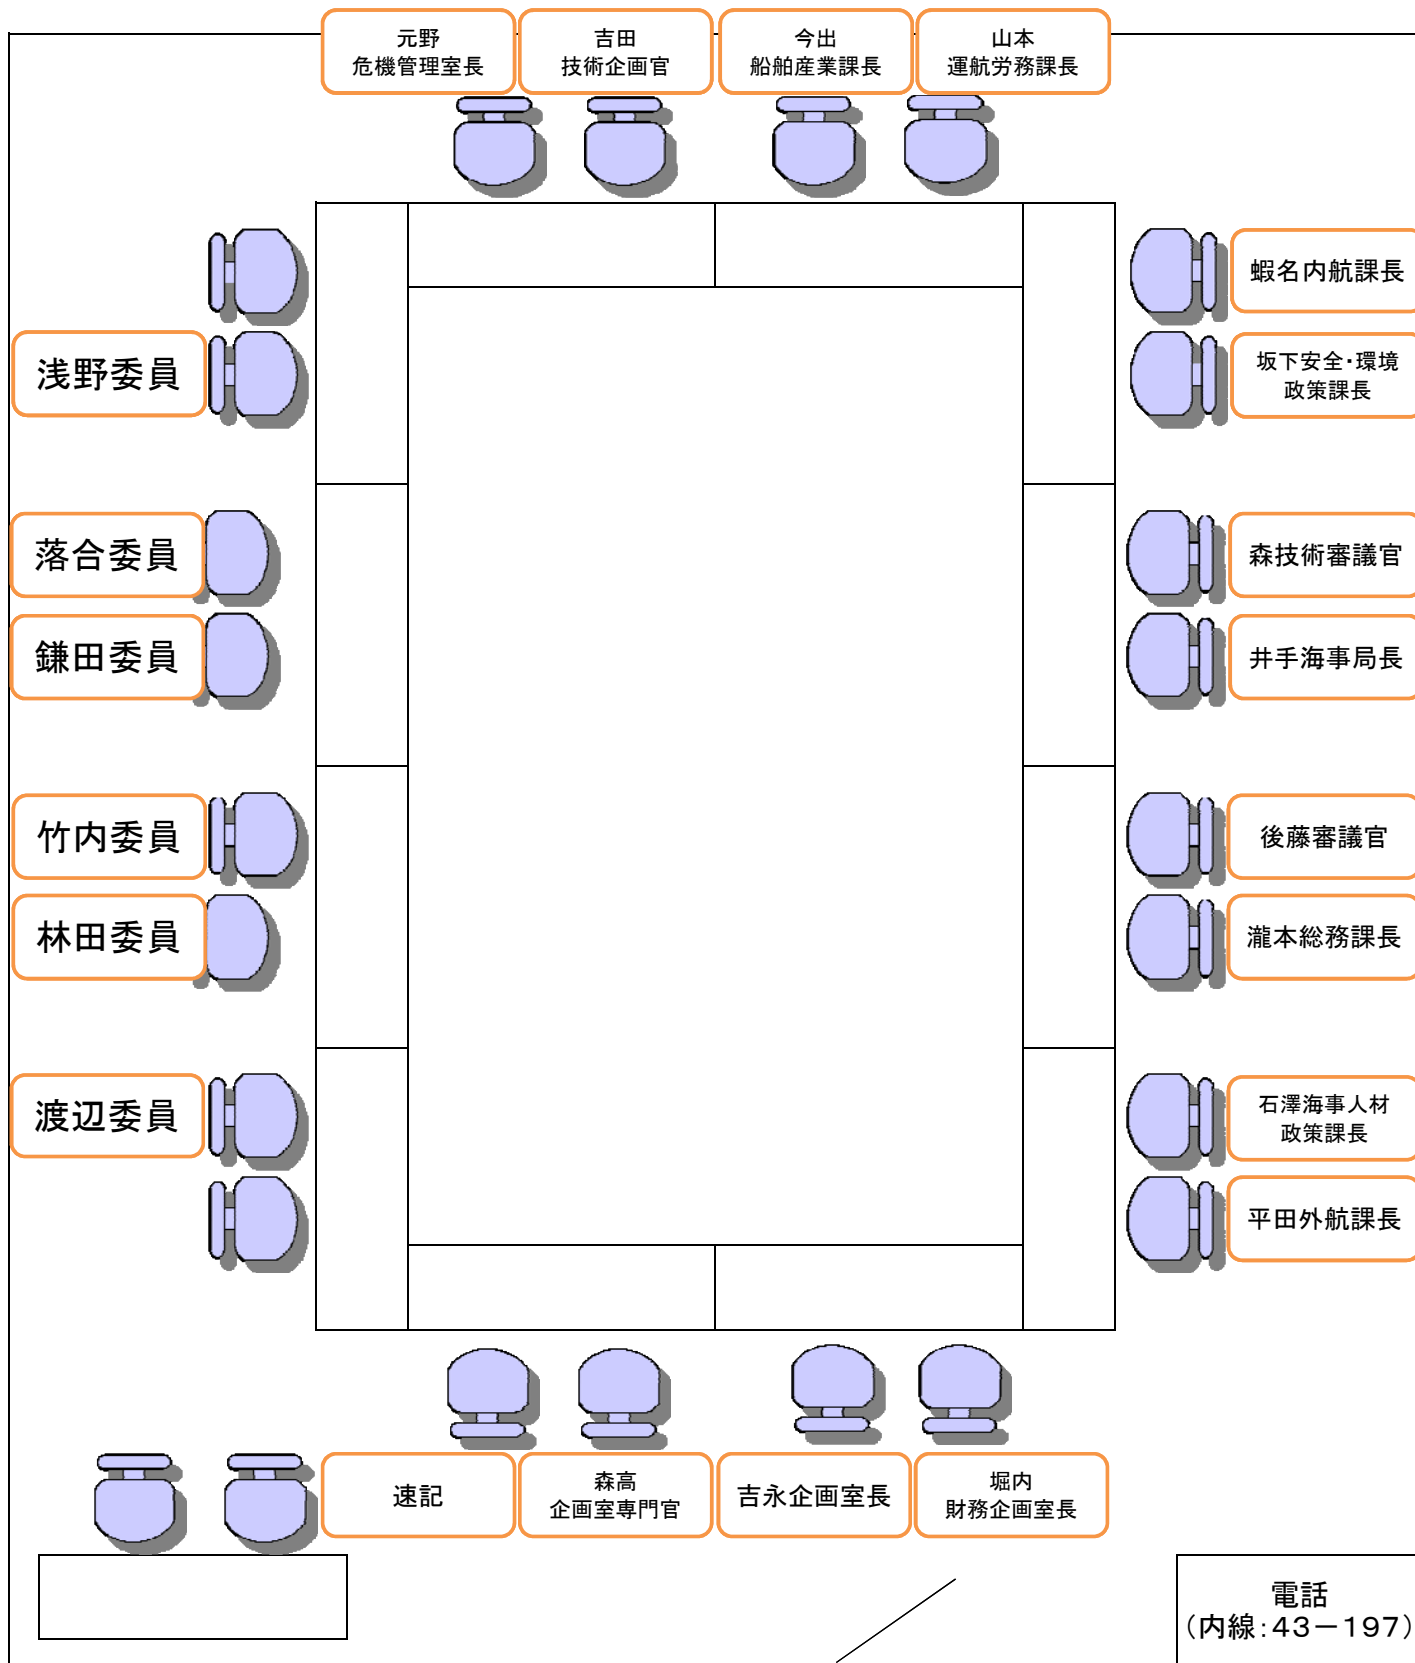 元野
危機管理室長
吉田
技術企画官
今出
船舶産業課長
山本
運航労務課長
蝦名内航課長
浅野委員
坂下安全・環境
政策課長
落合委員
森技術審議官
鎌田委員
井手海事局長
竹内委員
後藤審議官
林田委員
瀧本総務課長
渡辺委員
石澤海事人材
政策課長
平田外航課長
速記
森高
企画室専門官
吉永企画室長
堀内
財務企画室長
電話
（内線：43－197）